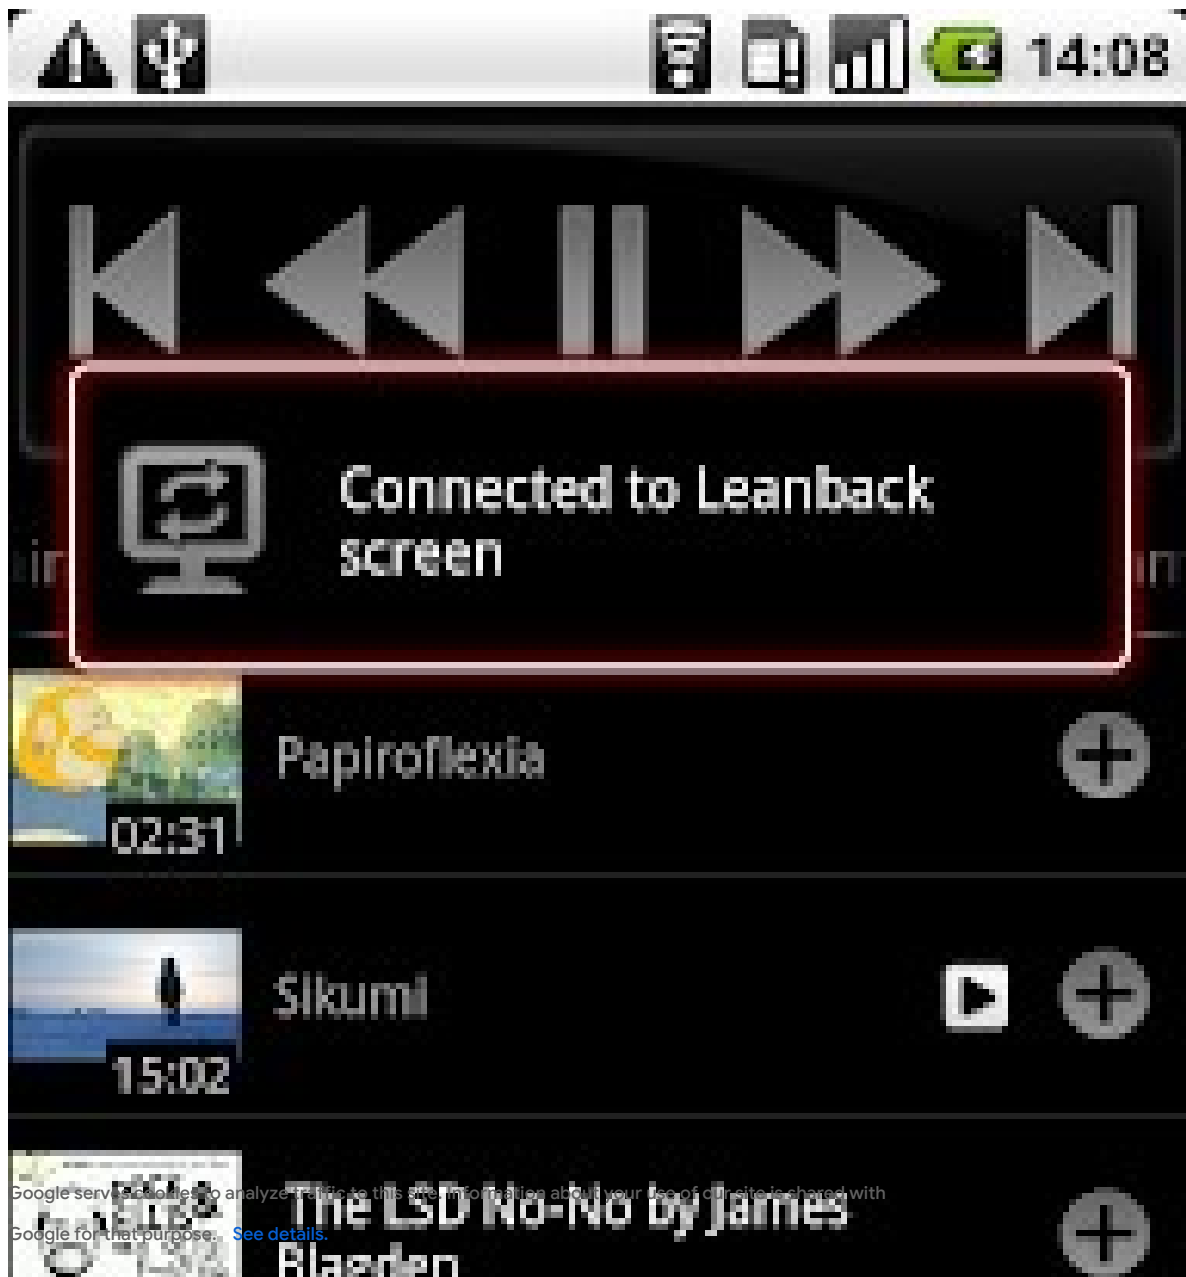 14:08
Connected to Leanback
screen
Papiroflexia
02:31
Sikumi
15:02
The LSD No-No by James
Blagden
Google serves cookies to analyze traffic to this site. Information about your use of our site is shared with
Google for that purpose. See details.